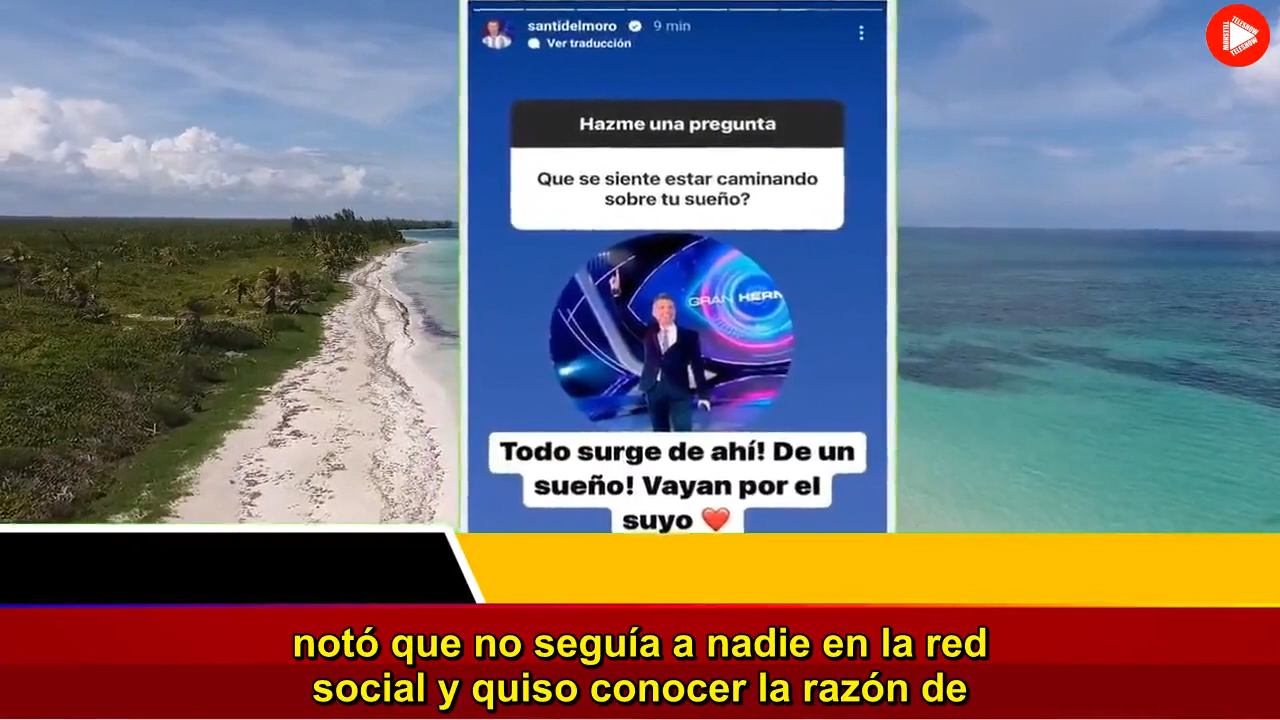 santidelmoro 9 min
Ver traducción
Hazme una pregunta
Que se siente estar caminando
sobre tu sueño?
GRAN HERM
Todo surge de ahí! De un
sueño! Vayan por el
suyo ❤️
TELESHOW
notó que no seguía a nadie en la red
social y quiso conocer la razón de